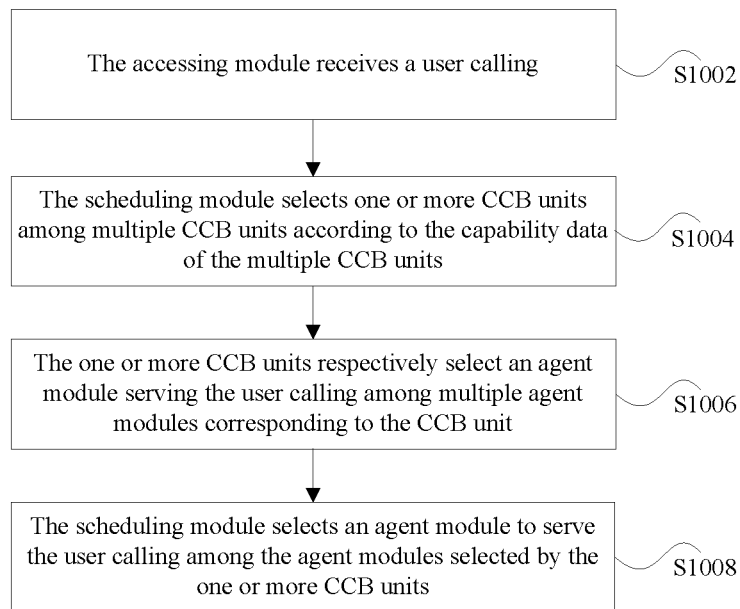 The accessing module receives a user calling
S1002
The scheduling module selects one or more CCB units
among multiple CCB units according to the capability data
of the multiple CCB units
S1004
The one or more CCB units respectively select an agent
module serving the user calling among multiple agent
modules corresponding to the CCB unit
S1006
The scheduling module selects an agent module to serve
the user calling among the agent modules selected by the
one or more CCB units
S1008